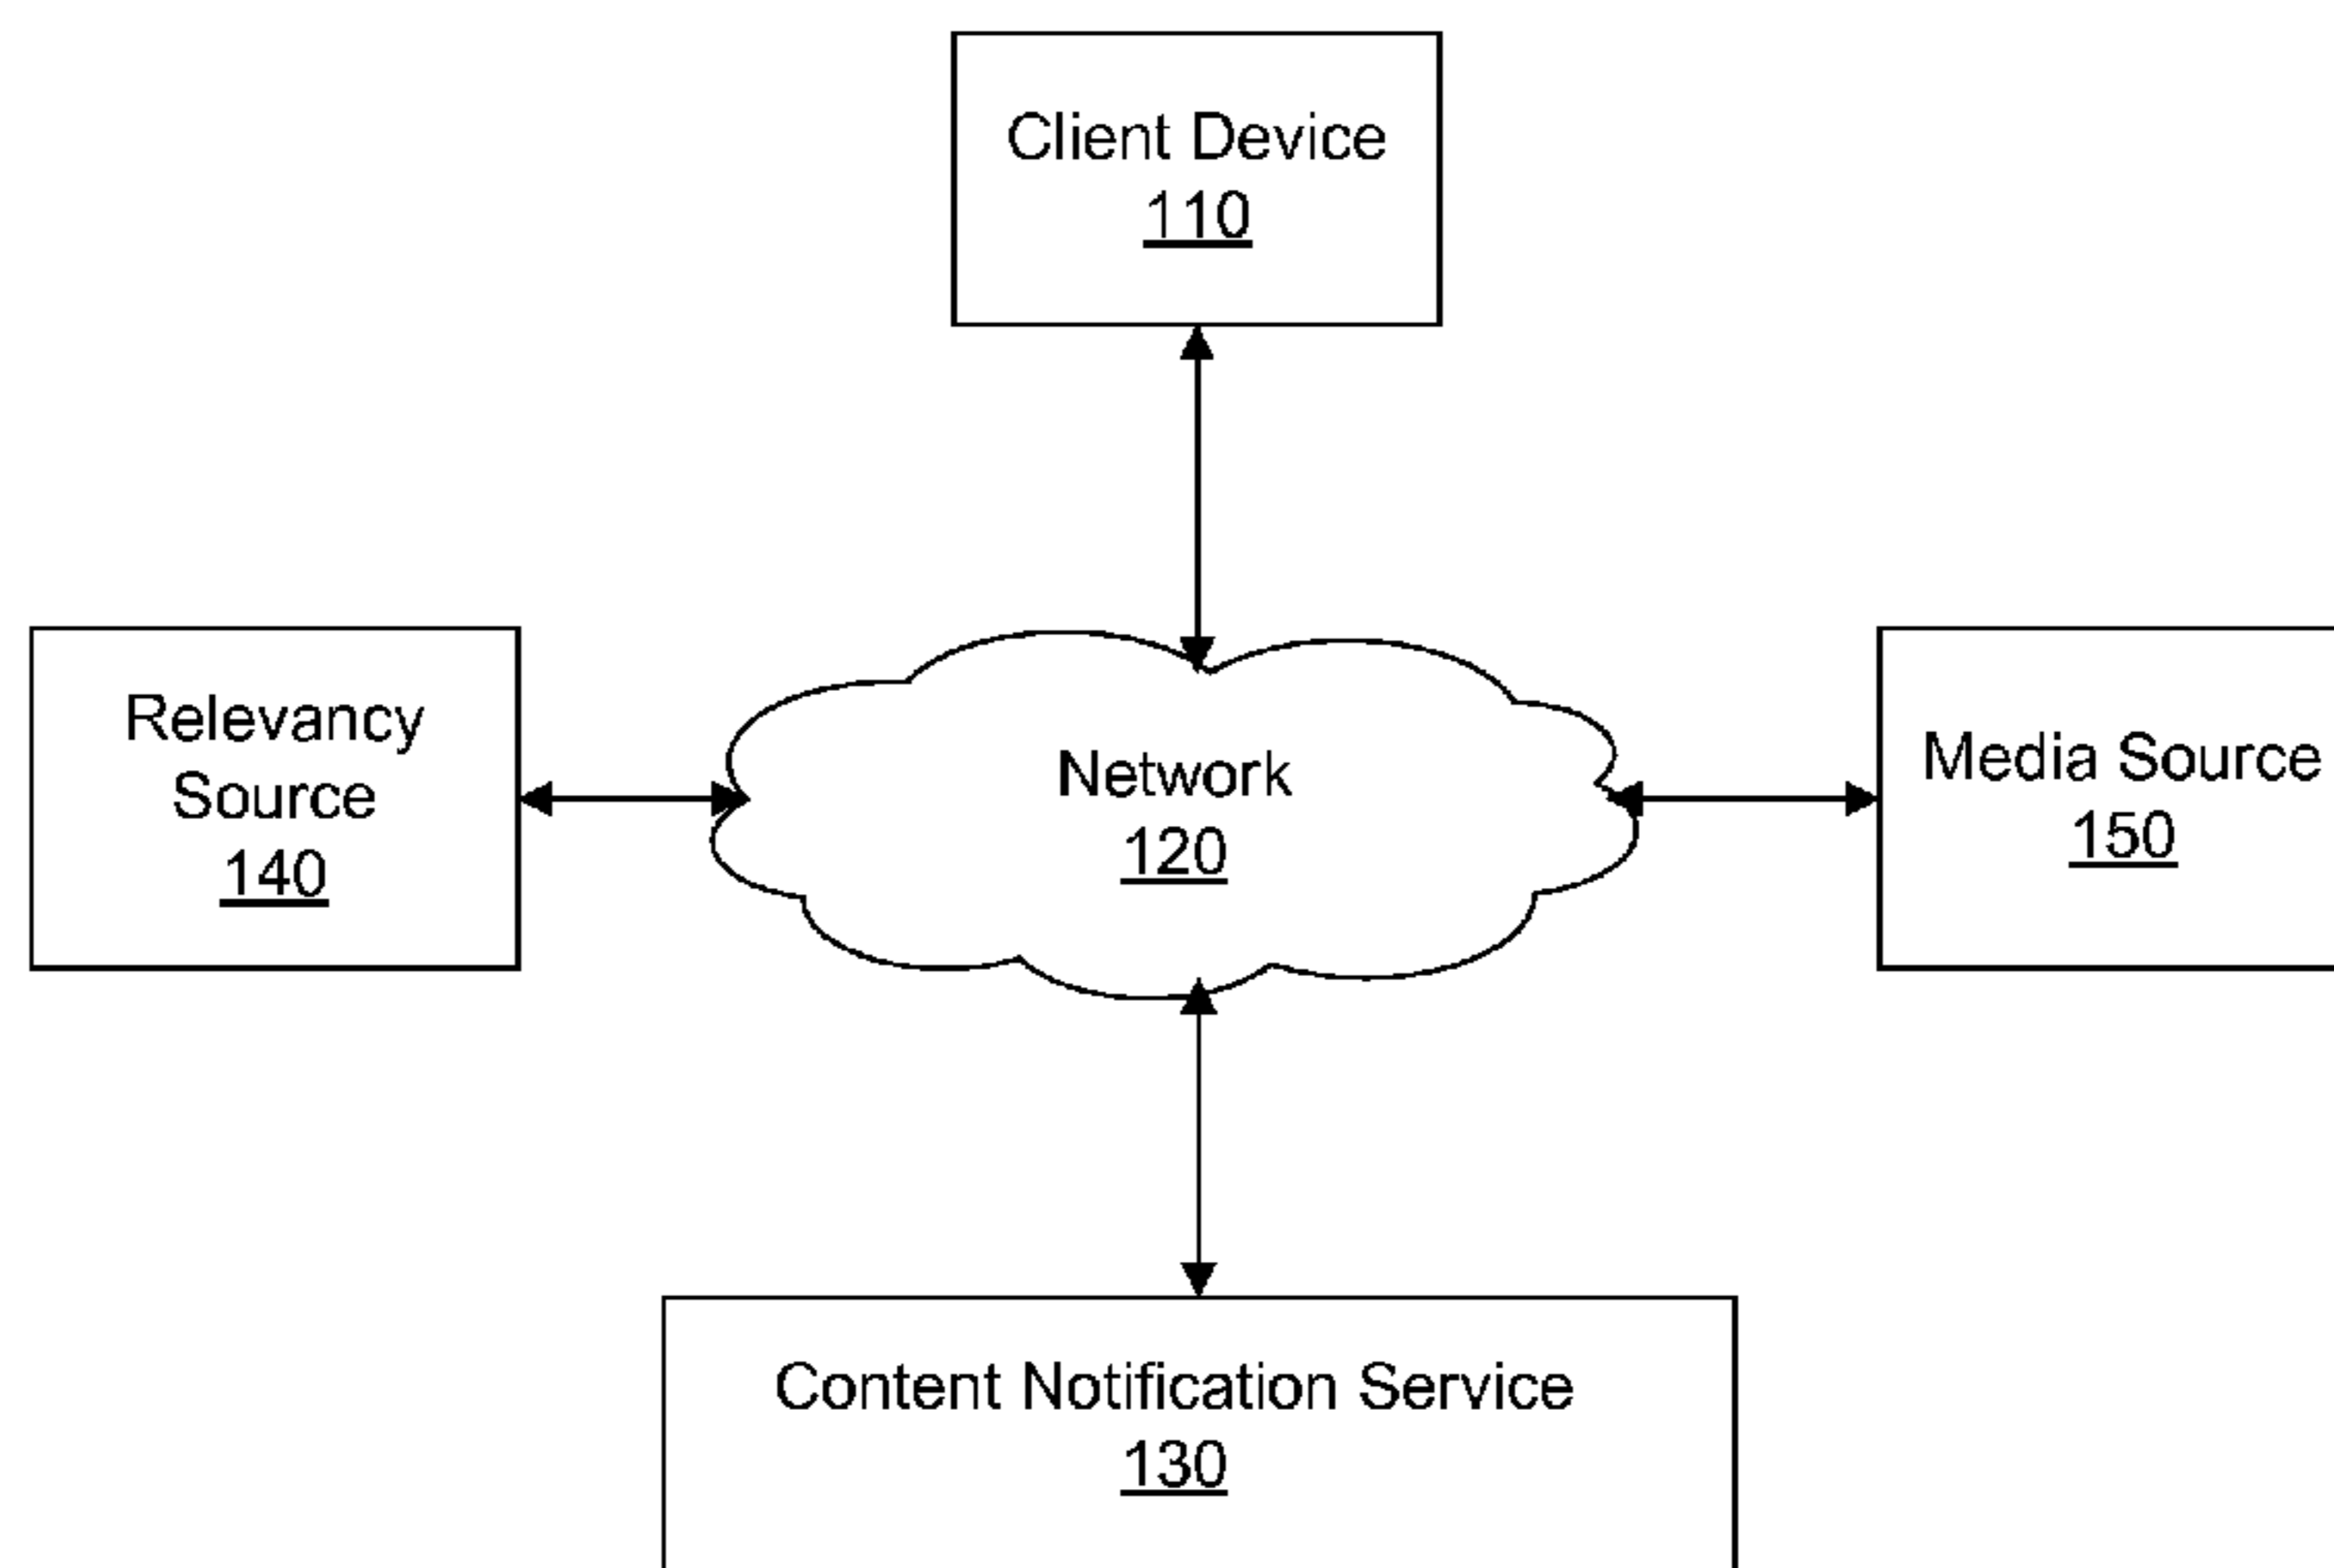 Client Device
110
Relevancy
Source
140
Network
120
Media Source
150
Content Notification Service
130